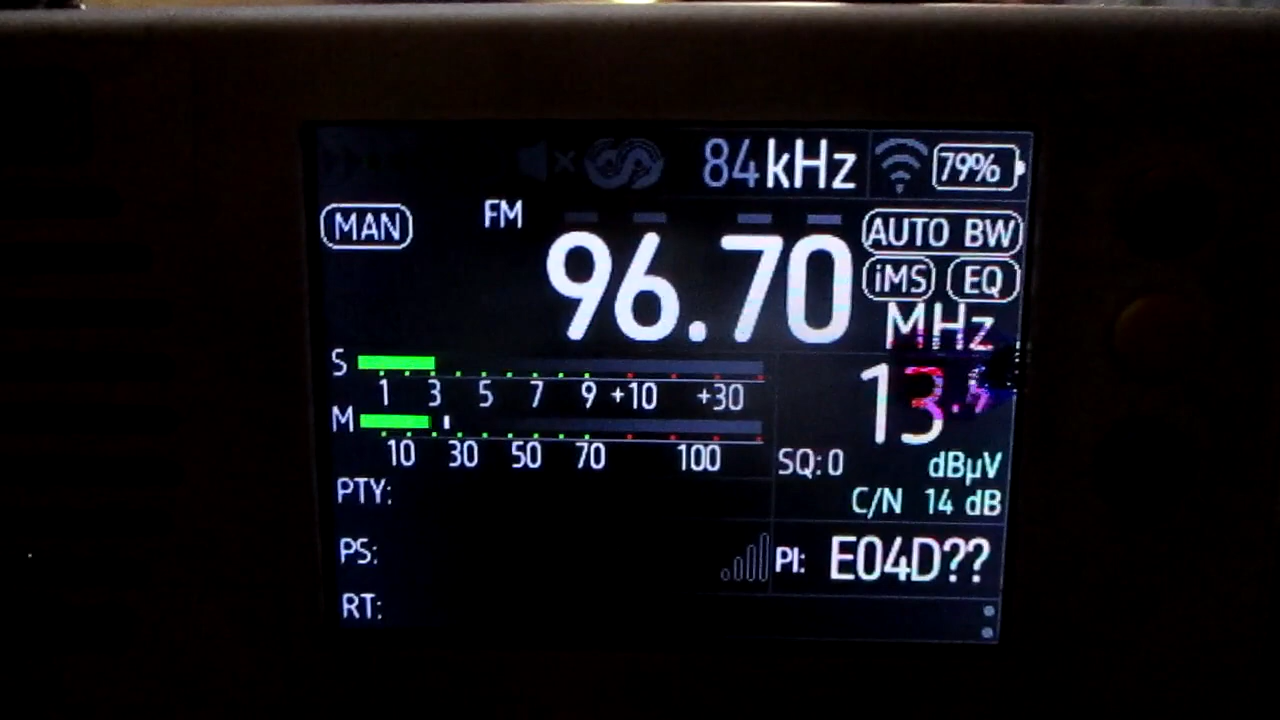 84kHz 79%
MAN FM AUTO BW
96.70 iMS EQ
MHz
S
1 3 5 7 9 +10 +30
M
10 30 50 70 100
13.5
SQ: 0 dBµV
C/N 14 dB
PTY:
PS: PI: E04D??
RT: